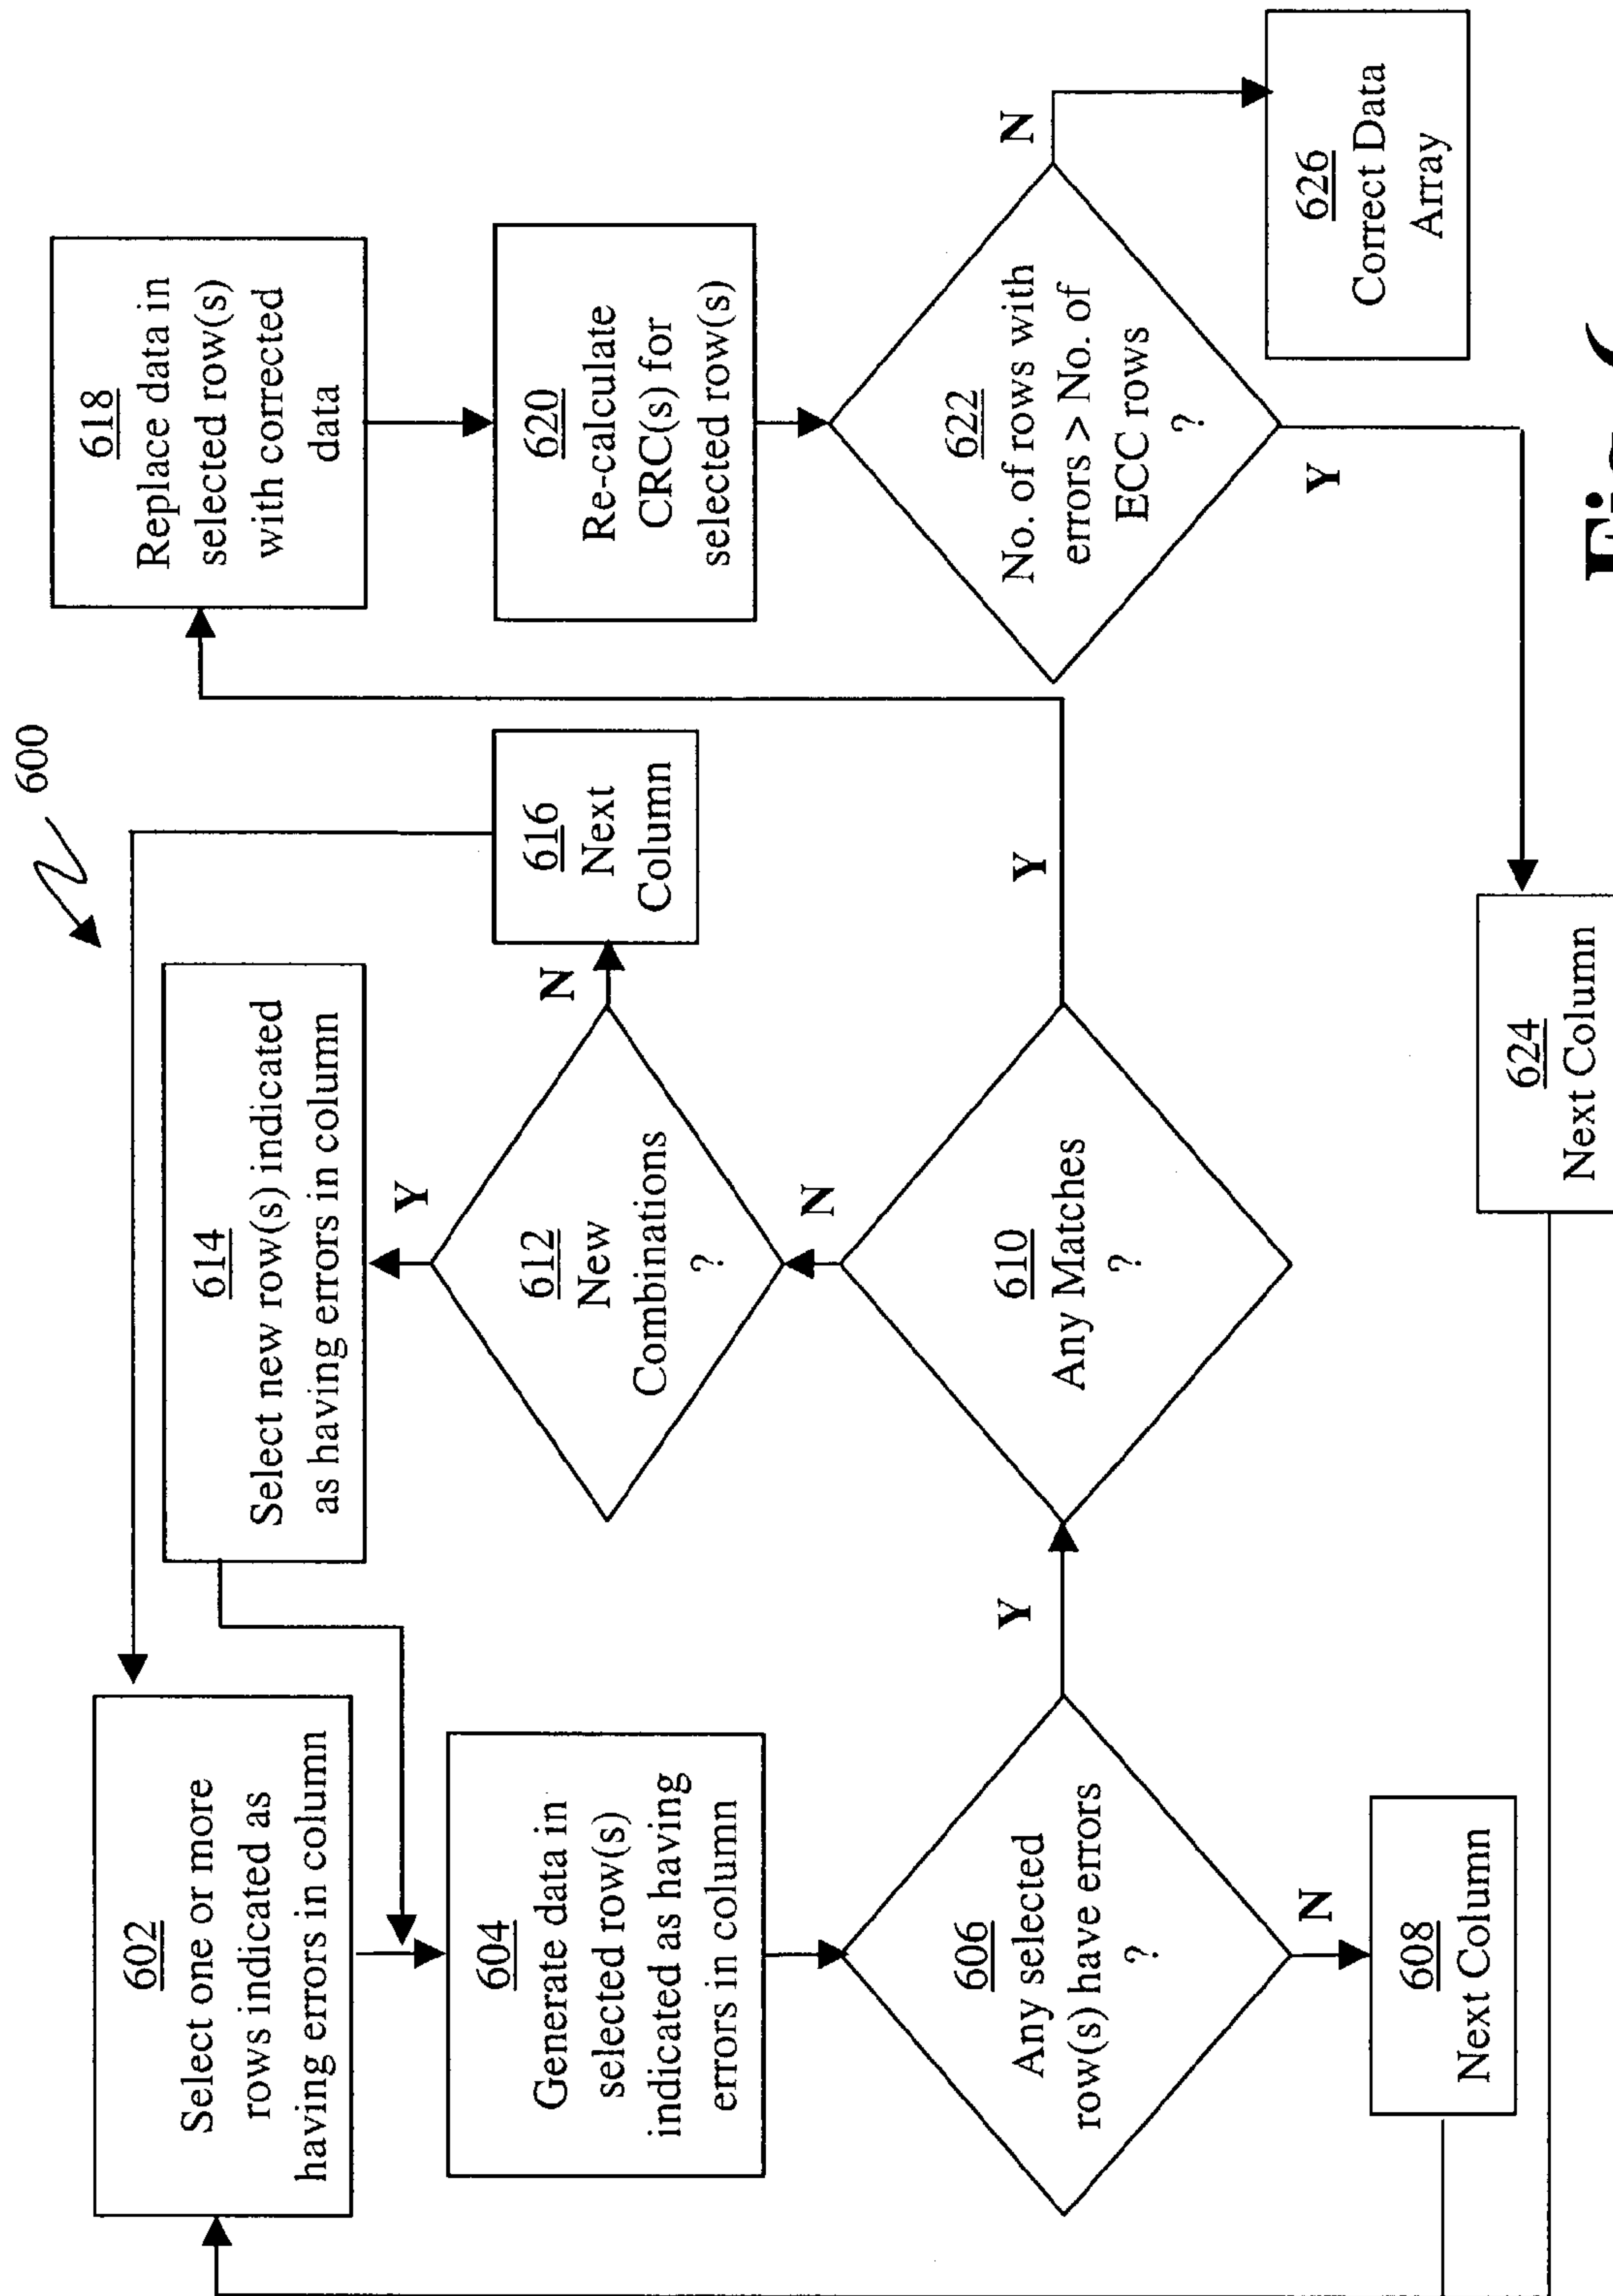 600
602
Select one or more
rows indicated as
having errors in column
604
Generate data in
selected row(s)
indicated as having
errors in column
606
Any selected
row(s) have errors
?
Y
N
608
Next Column
610
Any Matches
?
N
Y
612
New
Combinations
?
Y
N
614
Select new row(s) indicated
as having errors in column
616
Next
Column
618
Replace data in
selected row(s)
with corrected
data
620
Re-calculate
CRC(s) for
selected row(s)
622
No. of rows with
errors > No. of
ECC rows
?
N
Y
624
Next Column
626
Correct Data
Array